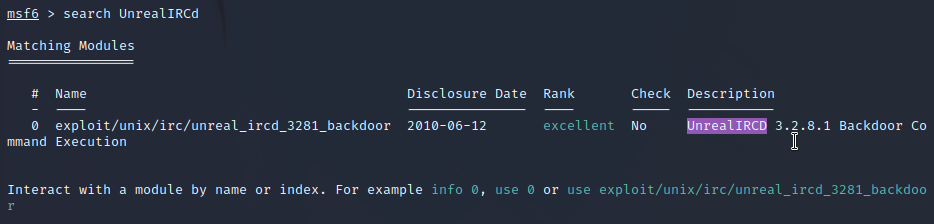 msf6 > search UnrealIRCd
Matching Modules
================
   #  Name                                       Disclosure Date  Rank       Check  Description
   -  ----                                       ---------------  ----       -----  -----------
   0  exploit/unix/irc/unreal_ircd_3281_backdoor  2010-06-12       excellent  No     UnrealIRCD 3.2.8.1 Backdoor Co
mmand Execution
Interact with a module by name or index. For example info 0, use 0 or use exploit/unix/irc/unreal_ircd_3281_backdoo
r